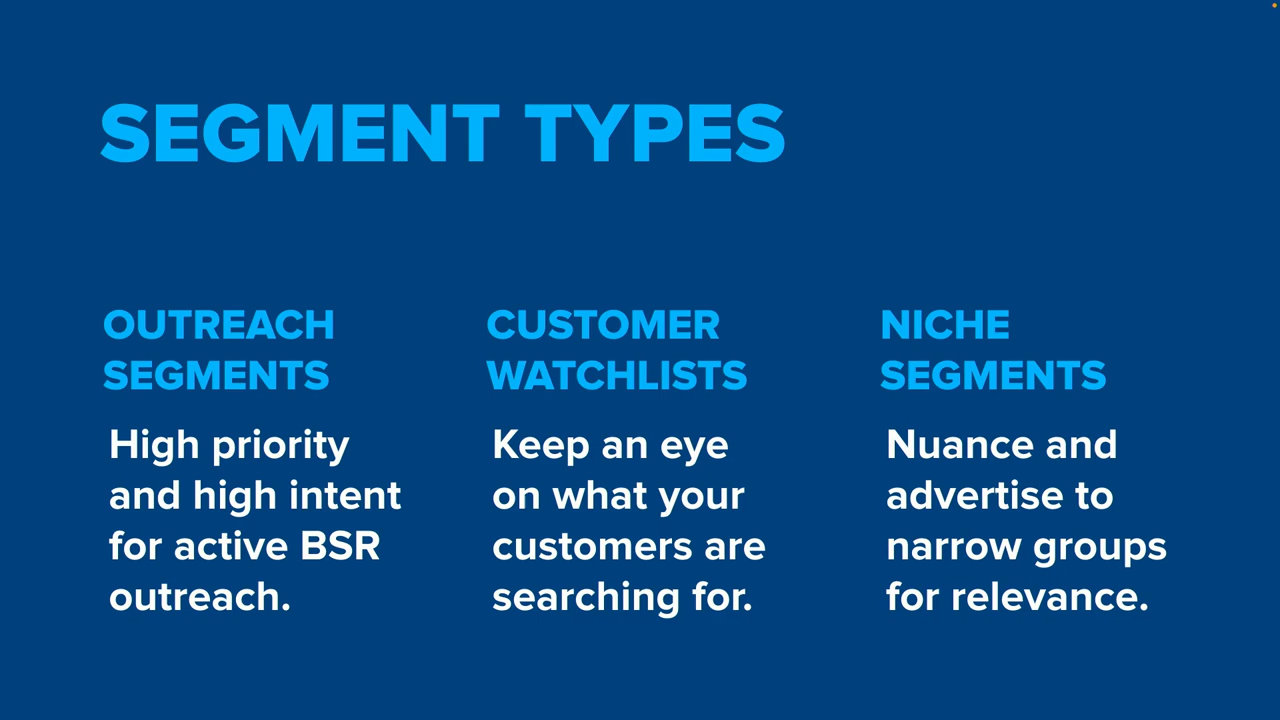 SEGMENT TYPES
OUTREACH
SEGMENTS
High priority
and high intent
for active BSR
outreach.
CUSTOMER
WATCHLISTS
Keep an eye
on what your
customers are
searching for.
NICHE
SEGMENTS
Nuance and
advertise to
narrow groups
for relevance.